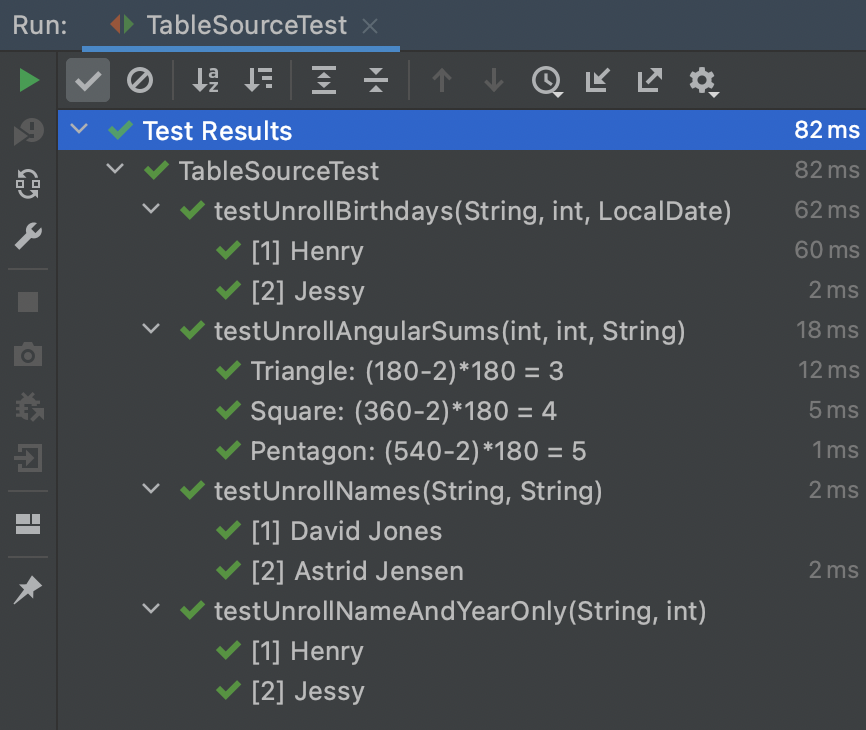 Run: TableSourceTest
Test Results 82 ms
TableSourceTest 82 ms
testUnrollBirthdays(String, int, LocalDate) 62 ms
[1] Henry 60 ms
[2] Jessy 2 ms
testUnrollAngularSums(int, int, String) 18 ms
Triangle: (180-2)*180 = 3 12 ms
Square: (360-2)*180 = 4 5 ms
Pentagon: (540-2)*180 = 5 1 ms
testUnrollNames(String, String) 2 ms
[1] David Jones
[2] Astrid Jensen 2 ms
testUnrollNameAndYearOnly(String, int)
[1] Henry
[2] Jessy